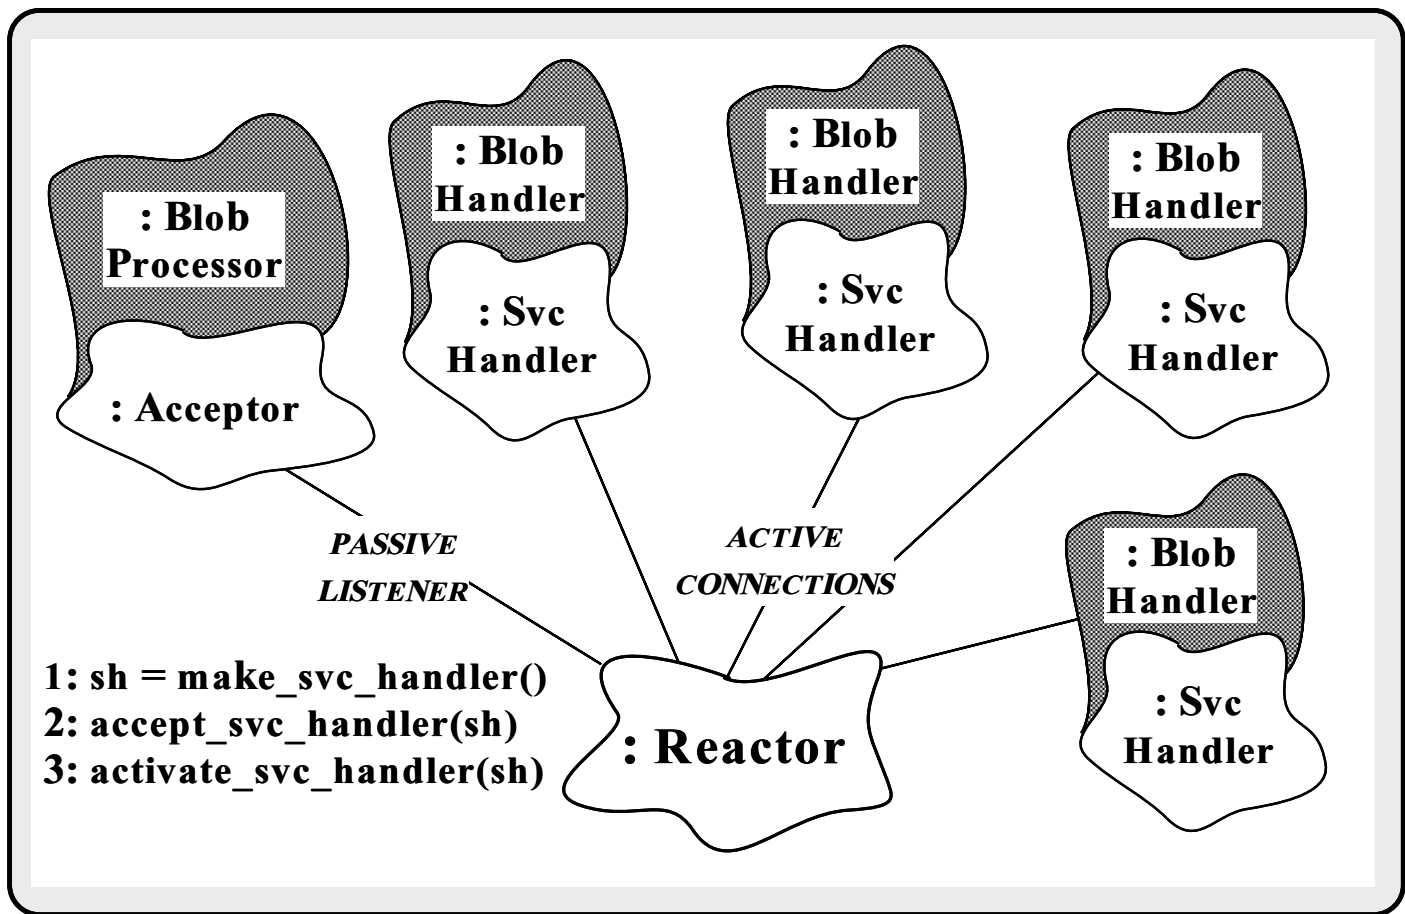 : Blob
Processor
: Acceptor
: Blob
Handler
: Svc
Handler
: Blob
Handler
: Svc
Handler
: Blob
Handler
: Svc
Handler
PASSIVE
LISTENER
ACTIVE
CONNECTIONS
: Blob
Handler
: Svc
Handler
1: sh = make_svc_handler()
2: accept_svc_handler(sh)
3: activate_svc_handler(sh)
: Reactor